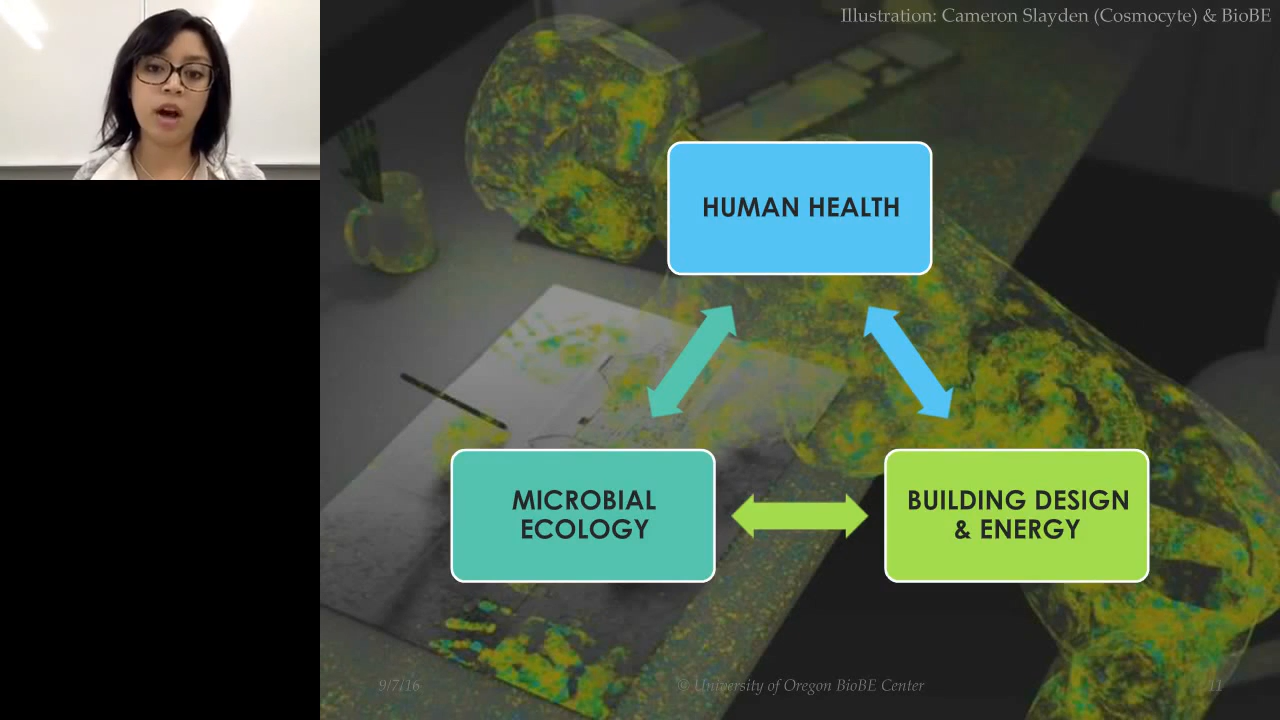 Illustration: Cameron Slayden (Cosmocyte) & BioBE
HUMAN HEALTH
MICROBIAL
ECOLOGY
BUILDING DESIGN
& ENERGY
9/7/16
© University of Oregon BioBE Center
11